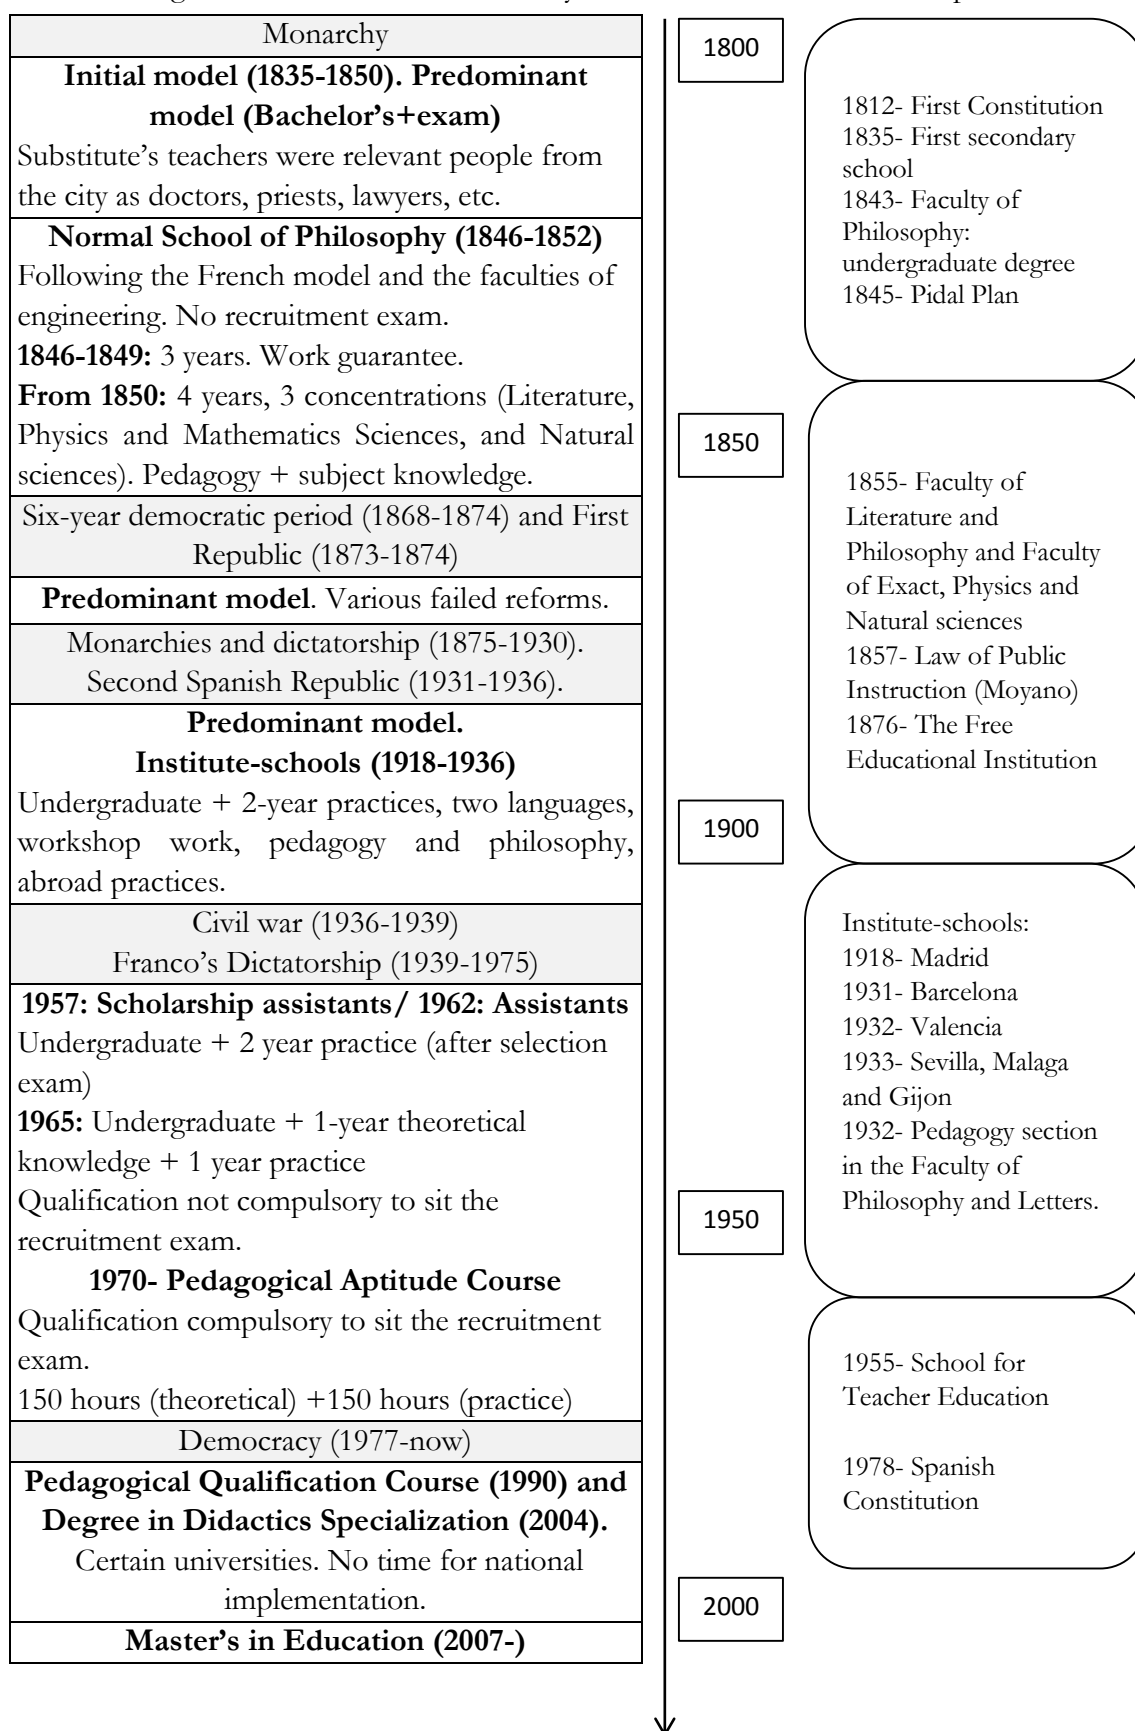 Monarchy
Initial model (1835-1850). Predominant
model (Bachelor's+exam)
Substitute's teachers were relevant people from
the city as doctors, priests, lawyers, etc.
Normal School of Philosophy (1846-1852)
Following the French model and the faculties of
engineering. No recruitment exam.
1846-1849: 3 years. Work guarantee.
From 1850: 4 years, 3 concentrations (Literature,
Physics and Mathematics Sciences, and Natural
sciences). Pedagogy + subject knowledge.
Six-year democratic period (1868-1874) and First
Republic (1873-1874)
Predominant model. Various failed reforms.
Monarchies and dictatorship (1875-1930).
Second Spanish Republic (1931-1936).
Predominant model.
Institute-schools (1918-1936)
Undergraduate + 2-year practices, two languages,
workshop work, pedagogy and philosophy,
abroad practices.
Civil war (1936-1939)
Franco's Dictatorship (1939-1975)
1957: Scholarship assistants/ 1962: Assistants
Undergraduate + 2 year practice (after selection
exam)
1965: Undergraduate + 1-year theoretical
knowledge + 1 year practice
Qualification not compulsory to sit the
recruitment exam.
1970- Pedagogical Aptitude Course
Qualification compulsory to sit the recruitment
exam.
150 hours (theoretical) +150 hours (practice)
Democracy (1977-now)
Pedagogical Qualification Course (1990) and
Degree in Didactics Specialization (2004).
Certain universities. No time for national
implementation.
Master's in Education (2007-)
1800
1850
1900
1950
2000
1812- First Constitution
1835- First secondary
school
1843- Faculty of
Philosophy:
undergraduate degree
1845- Pidal Plan
1855- Faculty of
Literature and
Philosophy and Faculty
of Exact, Physics and
Natural sciences
1857- Law of Public
Instruction (Moyano)
1876- The Free
Educational Institution
Institute-schools:
1918- Madrid
1931- Barcelona
1932- Valencia
1933- Sevilla, Malaga
and Gijon
1932- Pedagogy section
in the Faculty of
Philosophy and Letters.
1955- School for
Teacher Education
1978- Spanish
Constitution